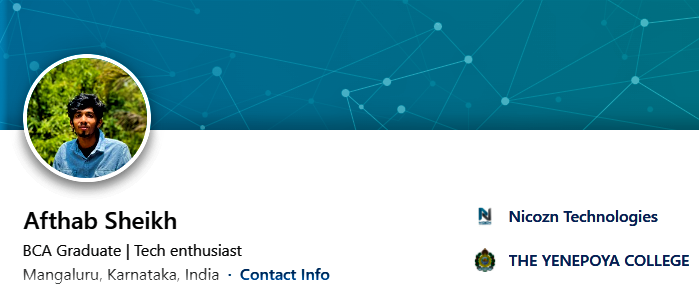 Afthab Sheikh
BCA Graduate | Tech enthusiast
Mangaluru, Karnataka, India · Contact Info
Nicozn Technologies
THE YENEPOYA COLLEGE